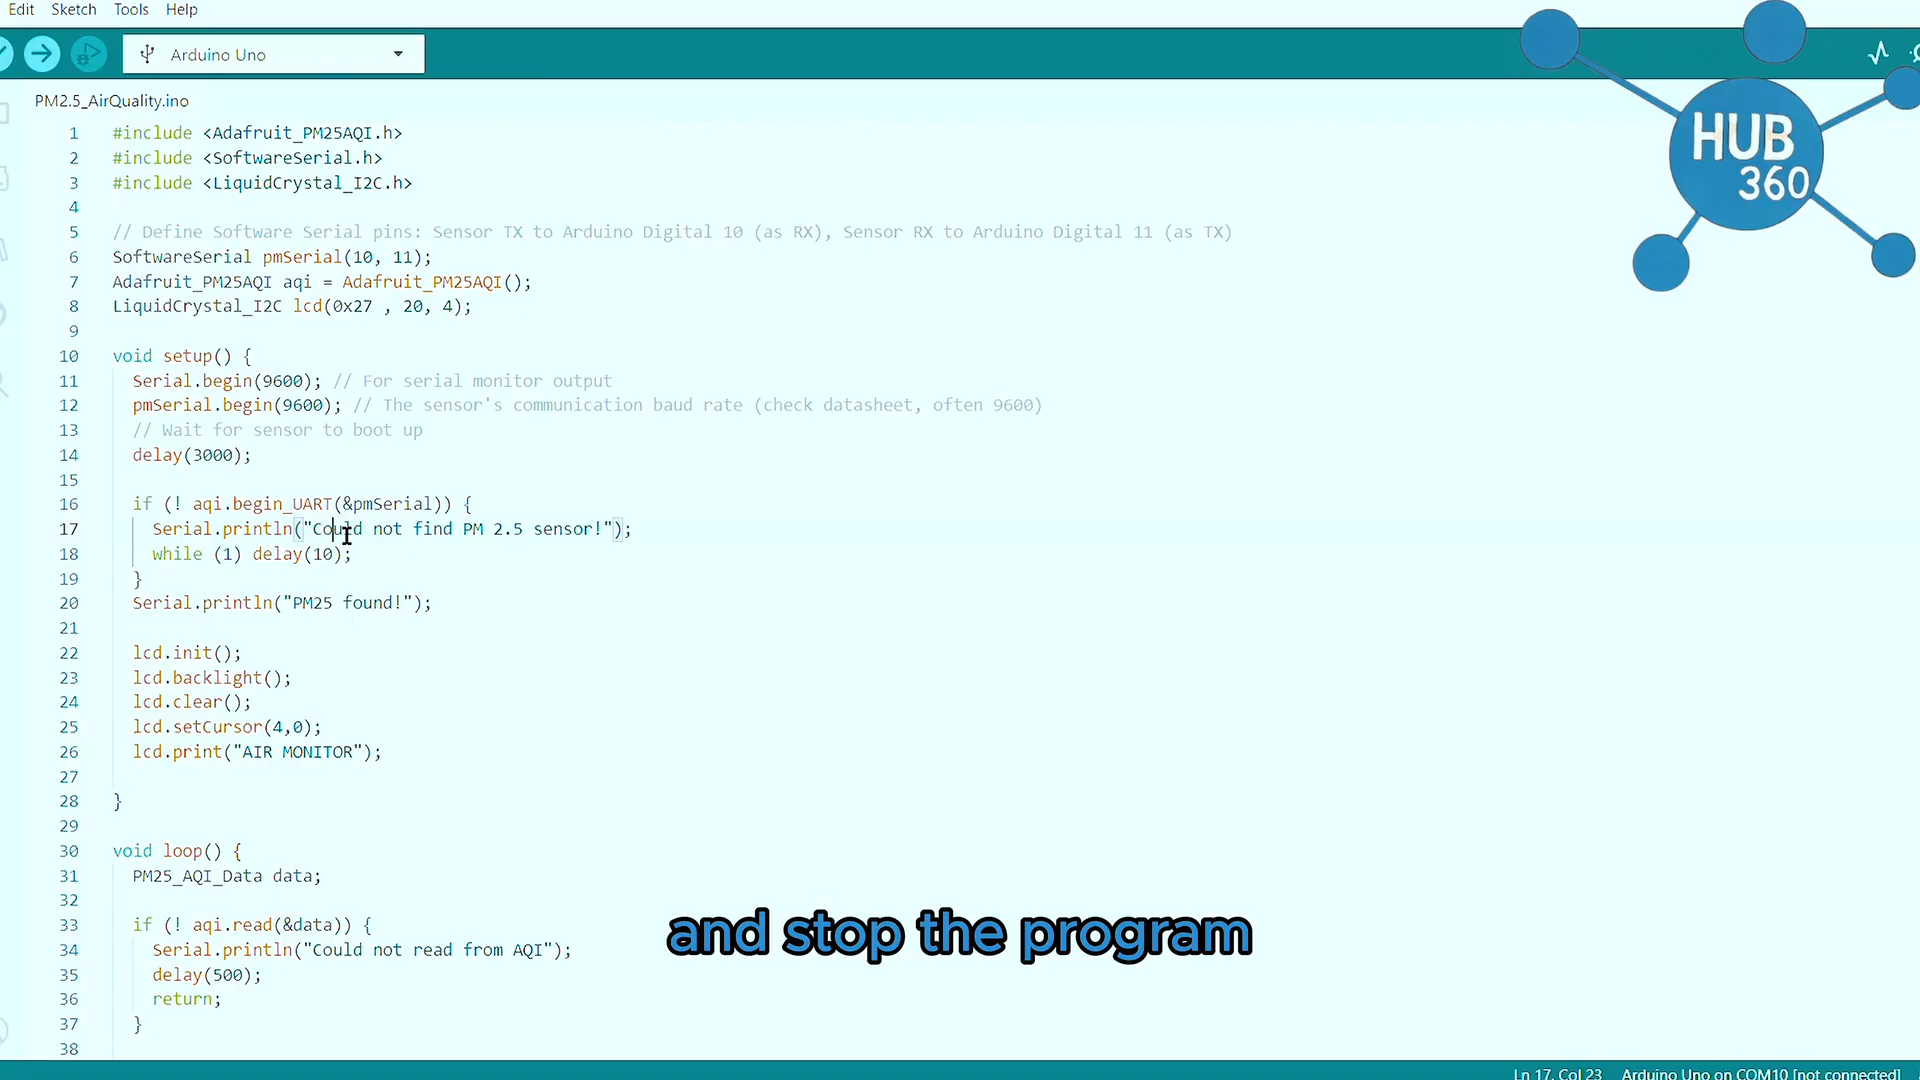 Edit Sketch Tools Help
Arduino Uno
HUB
360
PM2.5_AirQuality.ino
1 #include <Adafruit_PM25AQI.h>
2 #include <SoftwareSerial.h>
3 #include <LiquidCrystal_I2C.h>
4
5 // Define Software Serial pins: Sensor TX to Arduino Digital 10 (as RX), Sensor RX to Arduino Digital 11 (as TX)
6 SoftwareSerial pmSerial(10, 11);
7 Adafruit_PM25AQI aqi = Adafruit_PM25AQI();
8 LiquidCrystal_I2C lcd(0x27 , 20, 4);
9
10 void setup() {
11 Serial.begin(9600); // For serial monitor output
12 pmSerial.begin(9600); // The sensor's communication baud rate (check datasheet, often 9600)
13 // Wait for sensor to boot up
14 delay(3000);
15
16 if (! aqi.begin_UART(&pmSerial)) {
17 Serial.println("Could not find PM 2.5 sensor!");
18 while (1) delay(10);
19 }
20 Serial.println("PM25 found!");
21
22 lcd.init();
23 lcd.backlight();
24 lcd.clear();
25 lcd.setCursor(4,0);
26 lcd.print("AIR MONITOR");
27
28 }
29
30 void loop() {
31 PM25_AQI_Data data;
32
33 if (! aqi.read(&data)) {
34 Serial.println("Could not read from AQI");
35 delay(500);
36 return;
37 }
38
and stop the program
Ln 17, Col 23 Arduino Uno on COM10 [not connected]